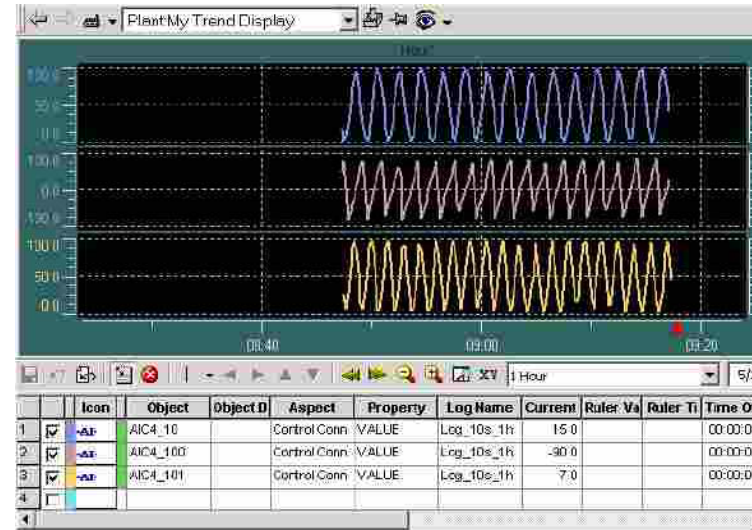 Plant My Trend Display
1 Hour
100.0
50.0
0.0
100.0
0.0
-100.0
100.0
50.0
0.0
08:40 09:00 09:20
XY 1 Hour 5/
Icon Object Object D Aspect Property Log Name Current Ruler Va Ruler Ti Time O
1 AIC4_10 Control Conn VALUE Log_10s_1h 15.0 00:00:0
2 AIC4_100 Control Conn VALUE Log_10s_1h -90.0 00:00:0
3 AIC4_101 Control Conn VALUE Log_10s_1h 7.0 00:00:0
4